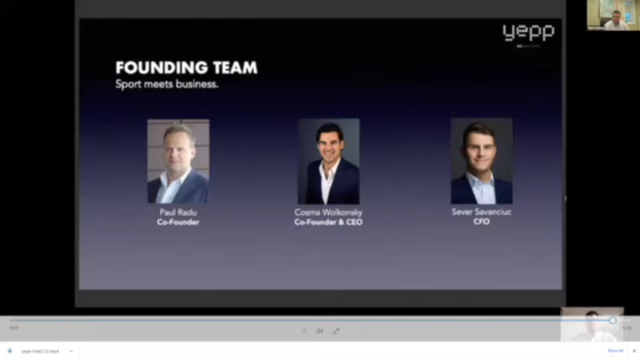 yepp
FOUNDING TEAM
Sport meets business.
Paul Radu
Co-Founder
Cosma Wolkonsky
Co-Founder & CEO
Sever Savanciuc
CFO